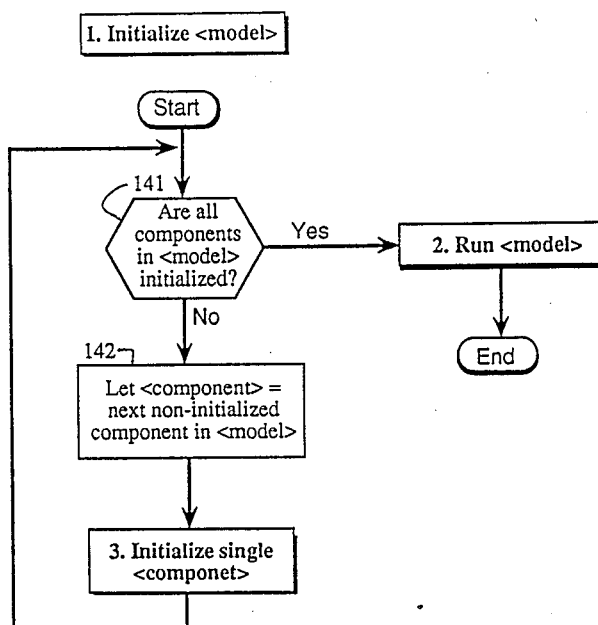 1. Initialize <model>
Start
141
Are all
components
in <model>
initialized?
Yes
2. Run <model>
End
No
142
Let <component> =
next non-initialized
component in <model>
3. Initialize single
<componet>